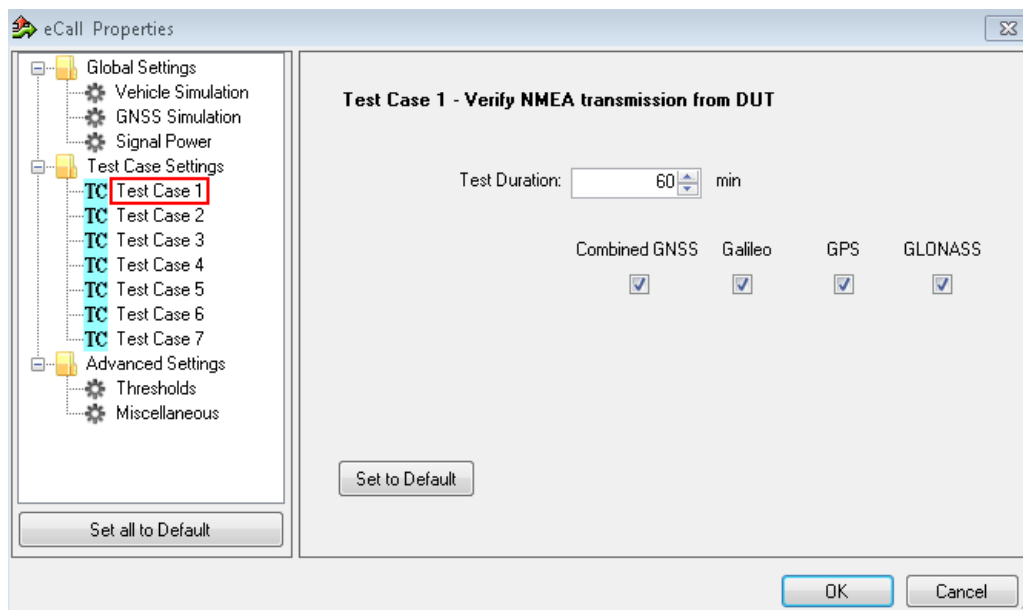 eCall Properties
Global Settings
Vehicle Simulation
GNSS Simulation
Signal Power
Test Case Settings
TC Test Case 1
TC Test Case 2
TC Test Case 3
TC Test Case 4
TC Test Case 5
TC Test Case 6
TC Test Case 7
Advanced Settings
Thresholds
Miscellaneous
Set all to Default
Test Case 1 - Verify NMEA transmission from DUT
Test Duration: 60 min
Combined GNSS Galileo GPS GLONASS
Set to Default
OK Cancel